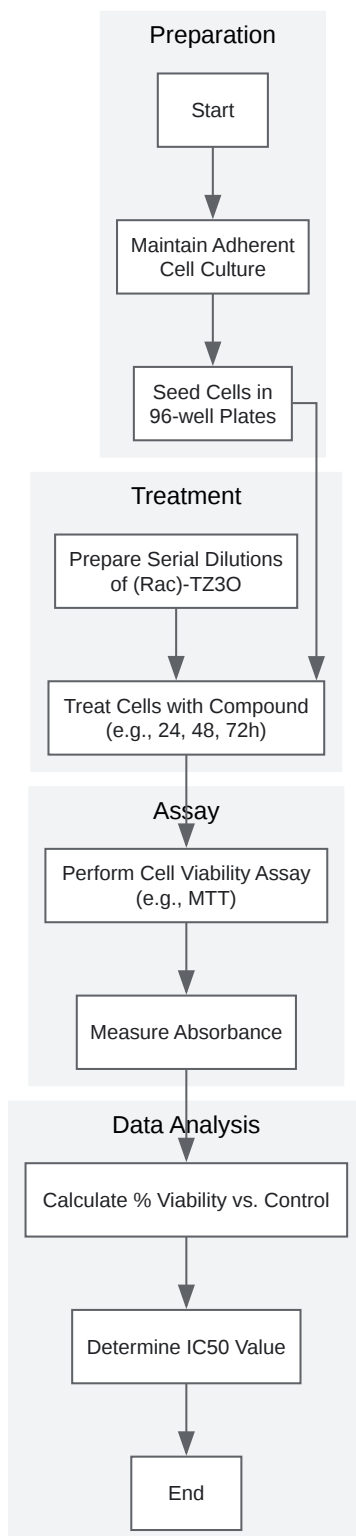 Preparation
Start
Maintain Adherent
Cell Culture
Seed Cells in
96-well Plates
Treatment
Prepare Serial Dilutions
of (Rac)-TZ3O
Treat Cells with Compound
(e.g., 24, 48, 72h)
Assay
Perform Cell Viability Assay
(e.g., MTT)
Measure Absorbance
Data Analysis
Calculate % Viability vs. Control
Determine IC50 Value
End